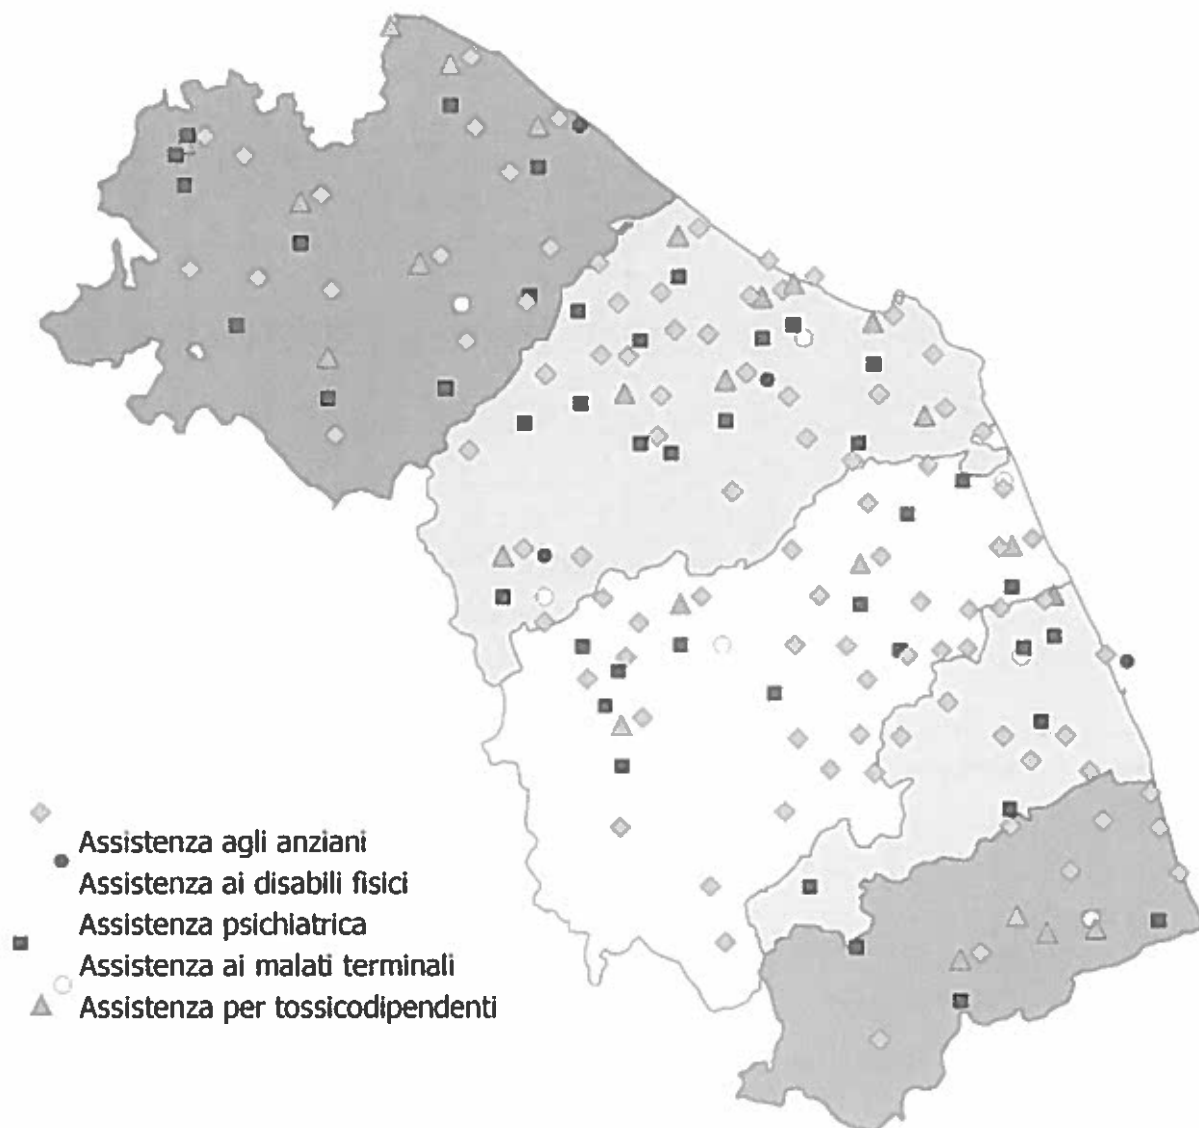 Assistenza agli anziani
Assistenza ai disabili fisici
Assistenza psichiatrica
Assistenza ai malati terminali
Assistenza per tossicodipendenti